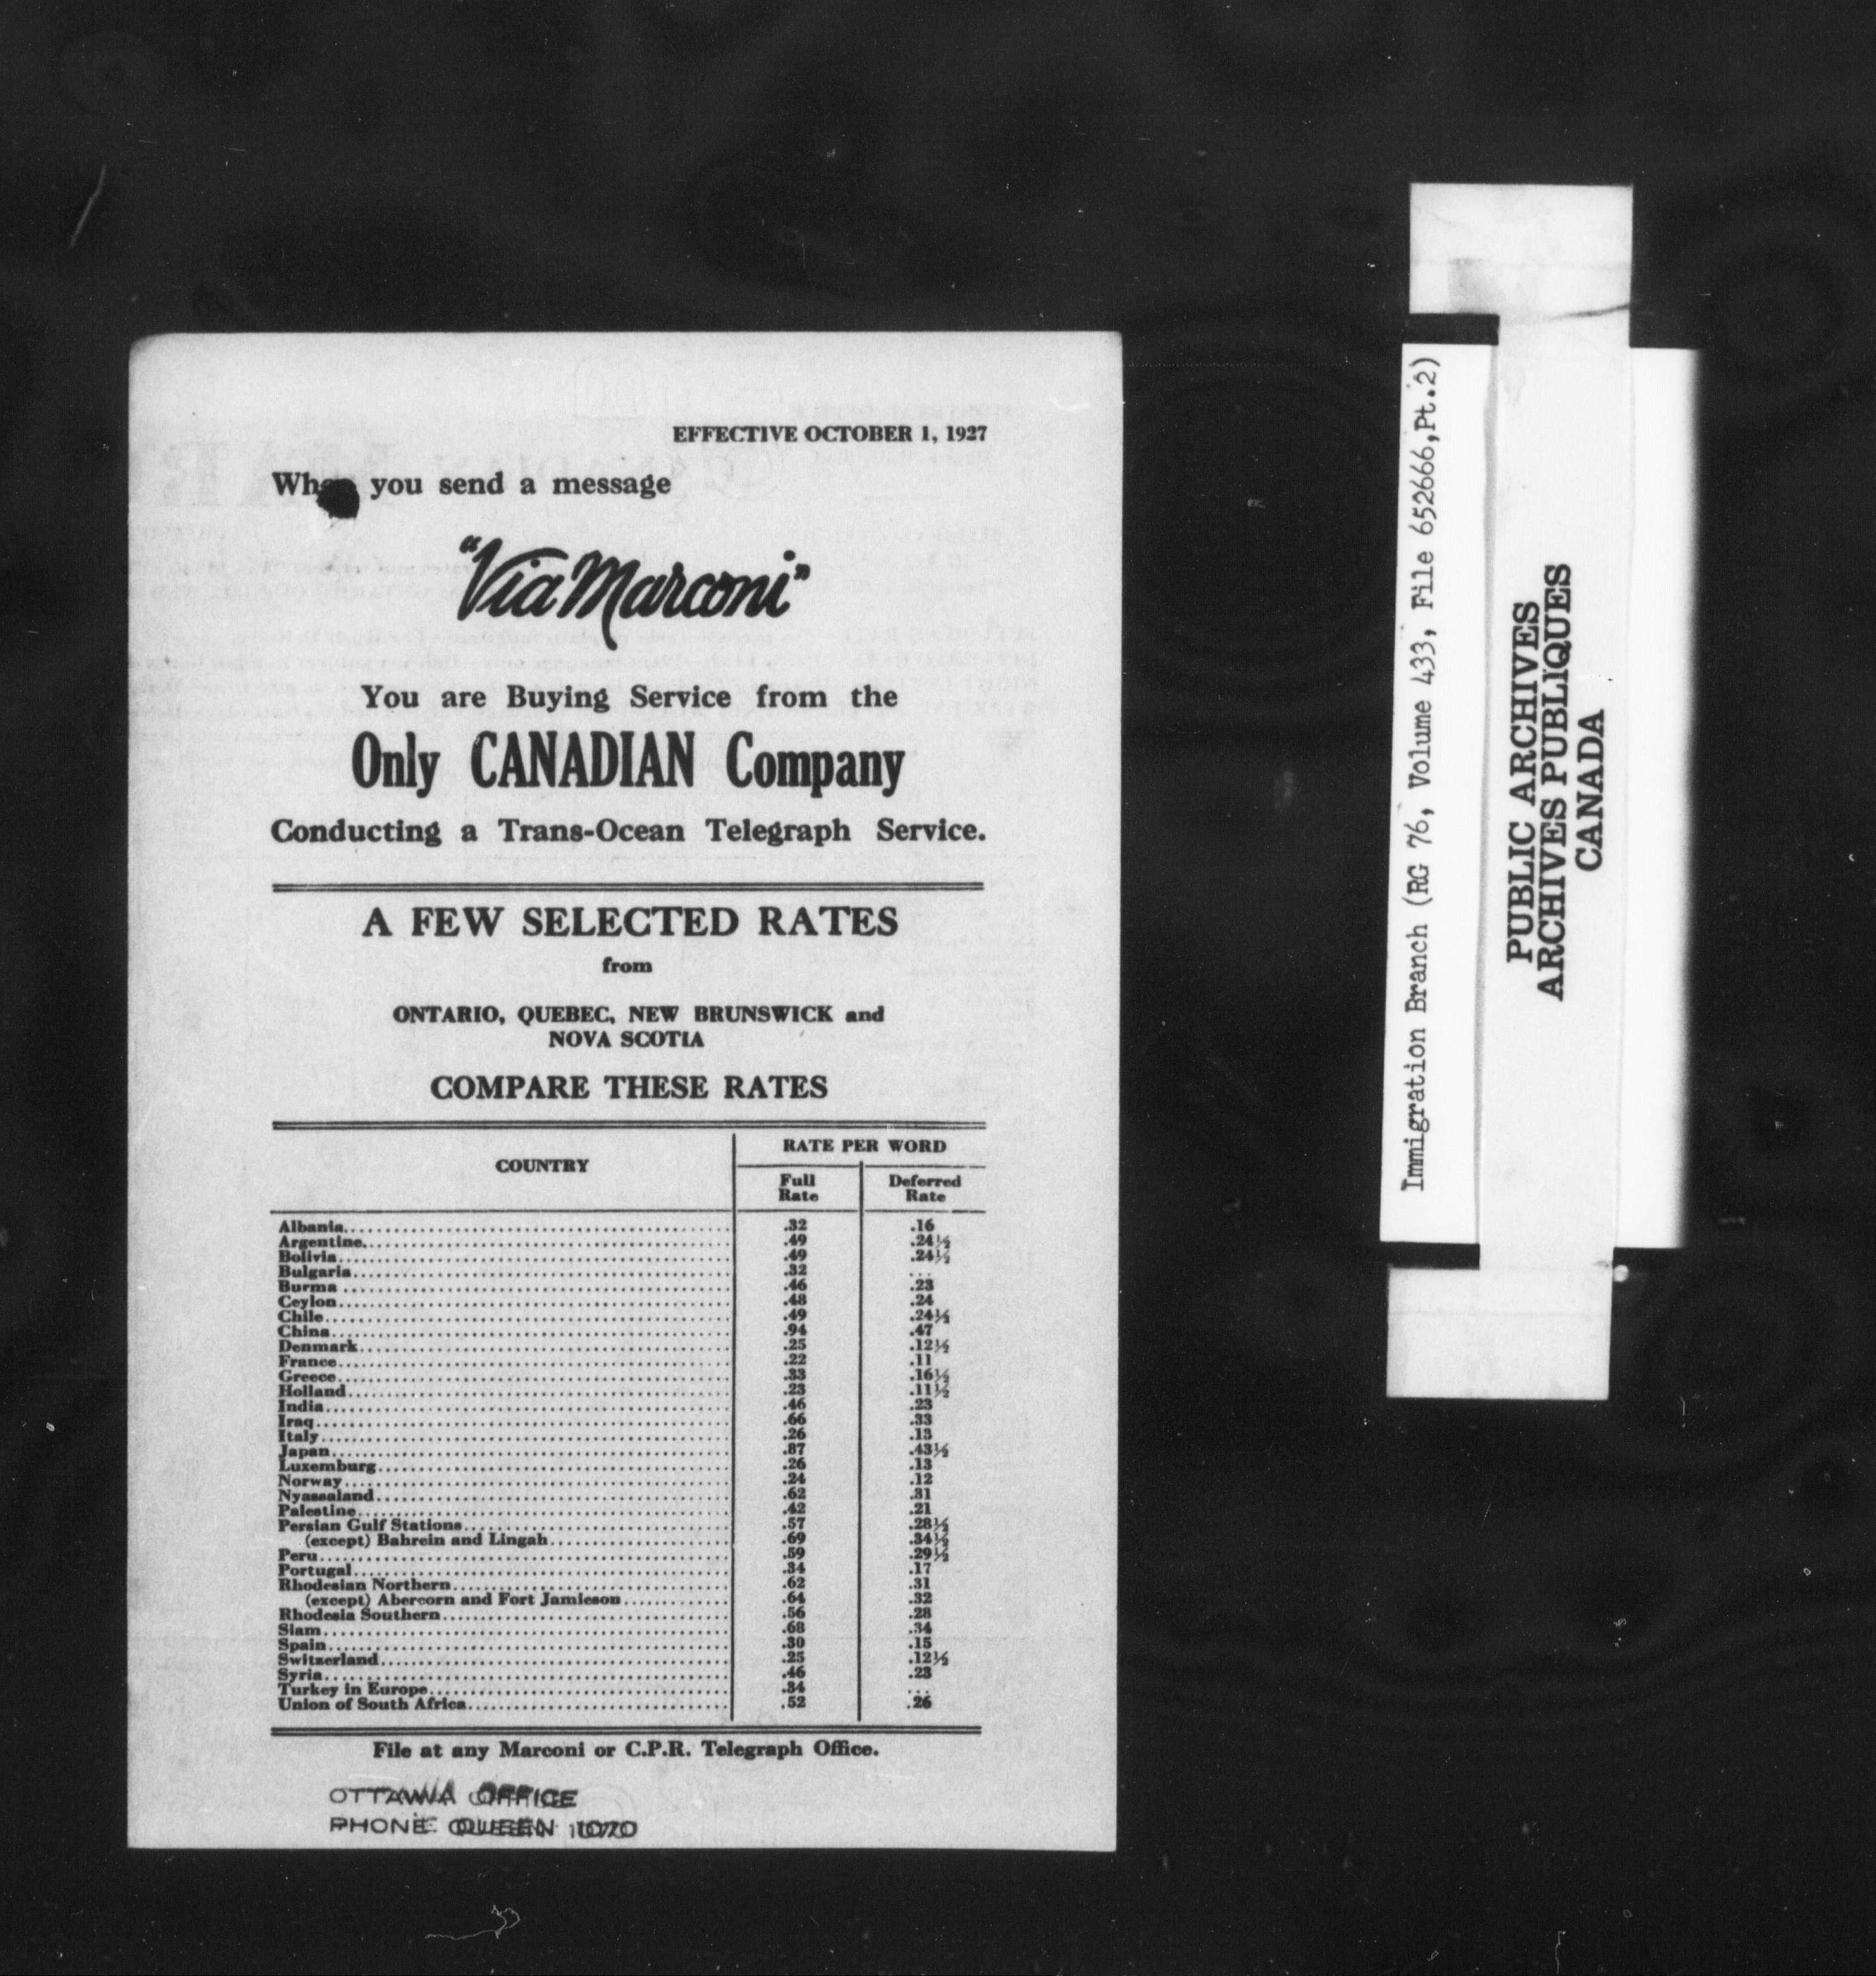 EFFECTIVE OCTOBER 1, 1927
When you send a message
"Via Marconi"
You are Buying Service from the
Only CANADIAN Company
Conducting a Trans-Ocean Telegraph Service.
A FEW SELECTED RATES
from
ONTARIO, QUEBEC, NEW BRUNSWICK and
NOVA SCOTIA
COMPARE THESE RATES
COUNTRY RATE PER WORD
Full Rate Deferred Rate
Albania .32 .16
Argentine .49 .24½
Bolivia .49 .24½
Bulgaria .32 ...
Burma .46 .23
Ceylon .48 .24
Chile .49 .24½
China .94 .47
Denmark .25 .12½
France .22 .11
Greece .33 .16½
Holland .23 .11½
India .46 .23
Iraq .66 .33
Italy .26 .13
Japan .87 .43½
Luxemburg .26 .13
Norway .24 .12
Nyassaland .62 .31
Palestine .42 .21
Persian Gulf Stations .57 .28½
(except) Bahrein and Lingah .69 .34½
Peru .59 .29½
Portugal .34 .17
Rhodesian Northern .62 .31
(except) Abercorn and Fort Jamieson .64 .32
Rhodesia Southern .56 .28
Siam .68 .34
Spain .30 .15
Switzerland .25 .12½
Syria .46 .23
Turkey in Europe .34 ...
Union of South Africa .52 .26
File at any Marconi or C.P.R. Telegraph Office.
OTTAWA OFFICE
PHONE QUEEN 1070
Immigration Branch (RG 76, Volume 433, File 652666,Pt.2)
PUBLIC ARCHIVES
ARCHIVES PUBLIQUES
CANADA